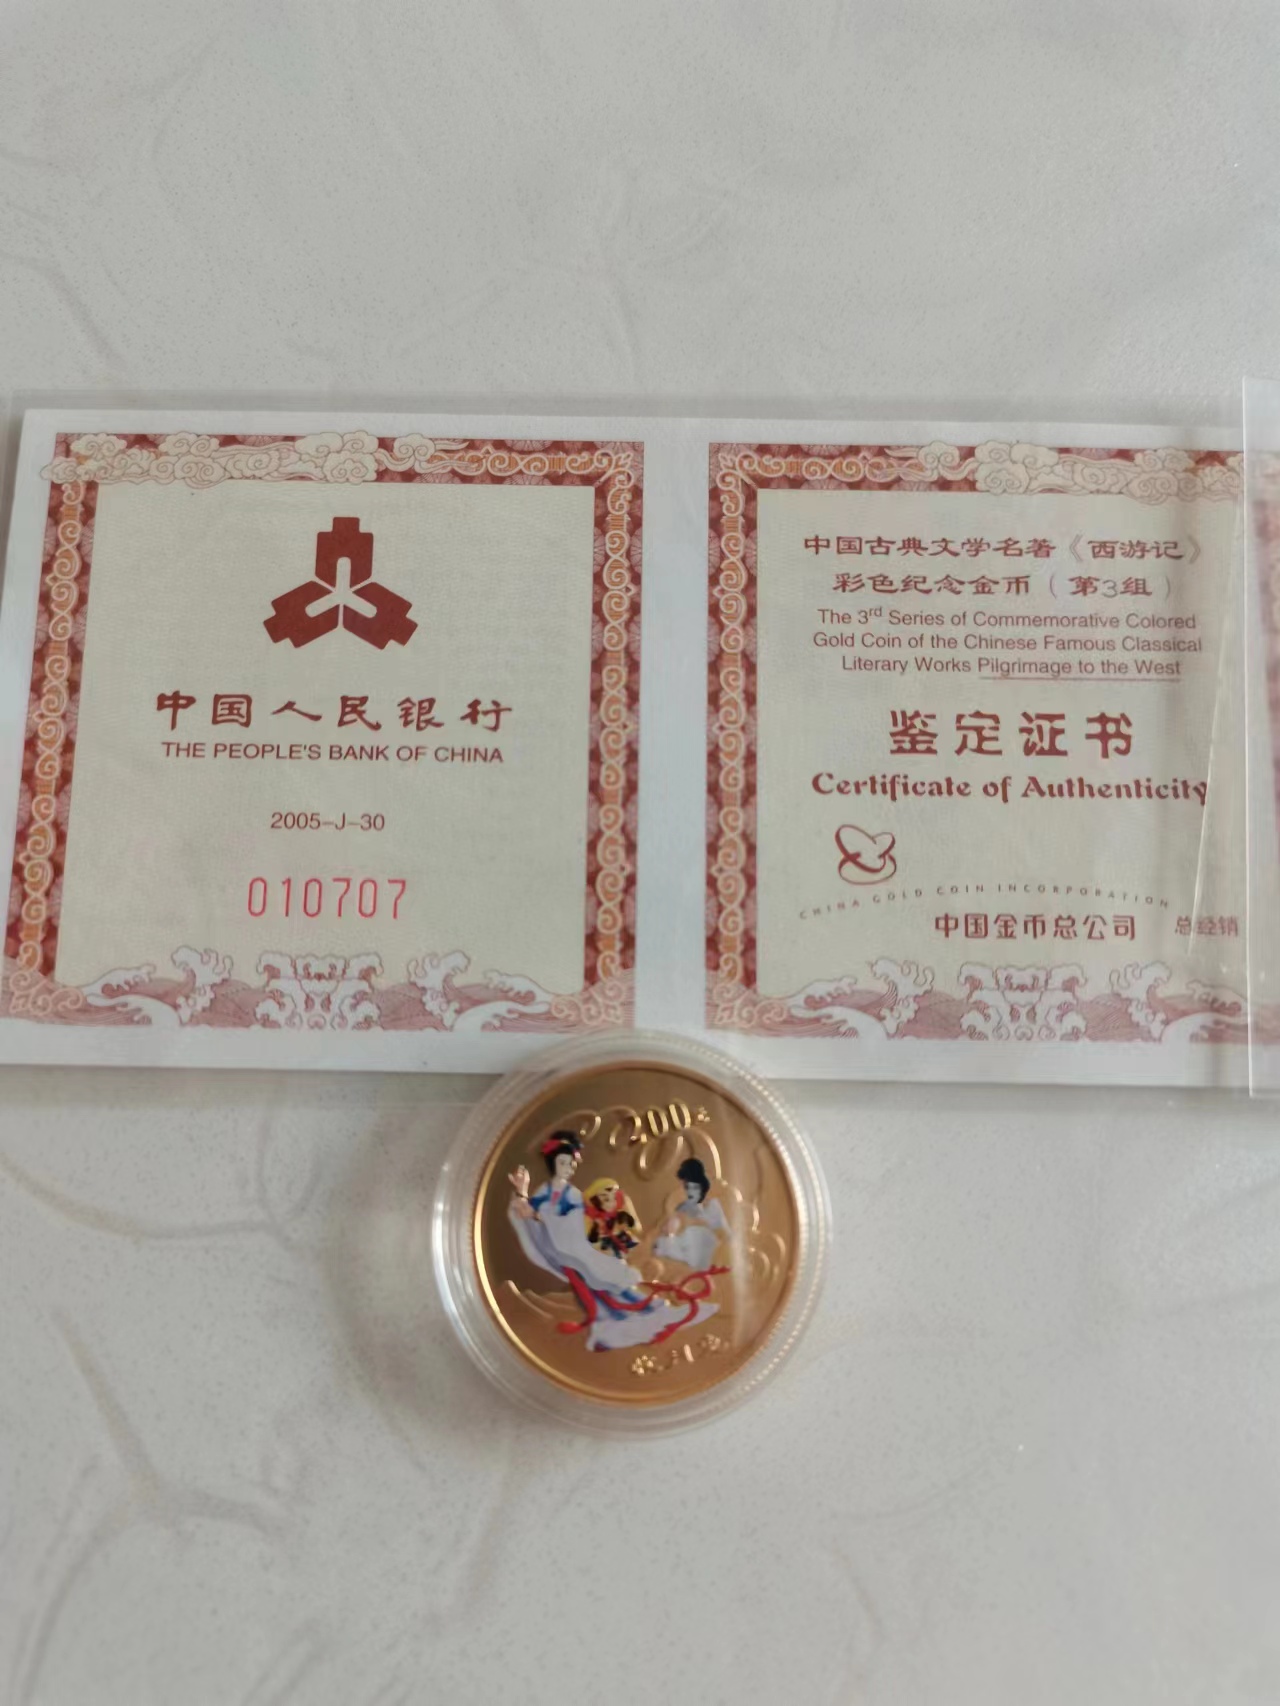 中国人民银行
THE PEOPLE'S BANK OF CHINA
2005-J-30
010707
中国古典文学名著《西游记》
彩色纪念金币（第3组）
The 3rd Series of Commemorative Colored
Gold Coin of the Chinese Famous Classical
Literary Works Pilgrimage to the West
鉴定证书
Certificate of Authenticity
CHINA GOLD COIN INCORPORATION
中国金币总公司 总经销
200元